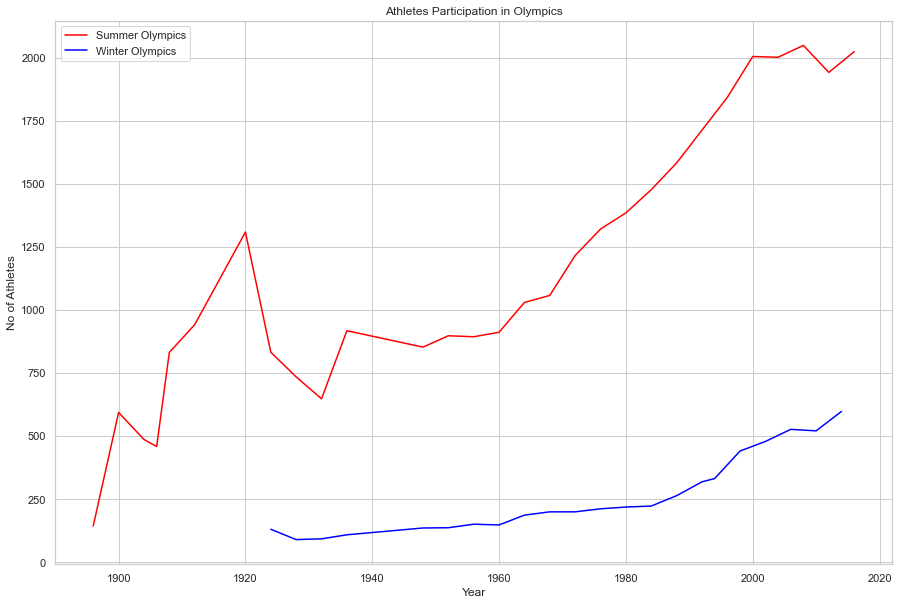 Athletes Participation in Olympics
Summer Olympics
Winter Olympics
No of Athletes
2000
1750
1500
1250
1000
750
500
250
0
1900 1920 1940 1960 1980 2000 2020
Year